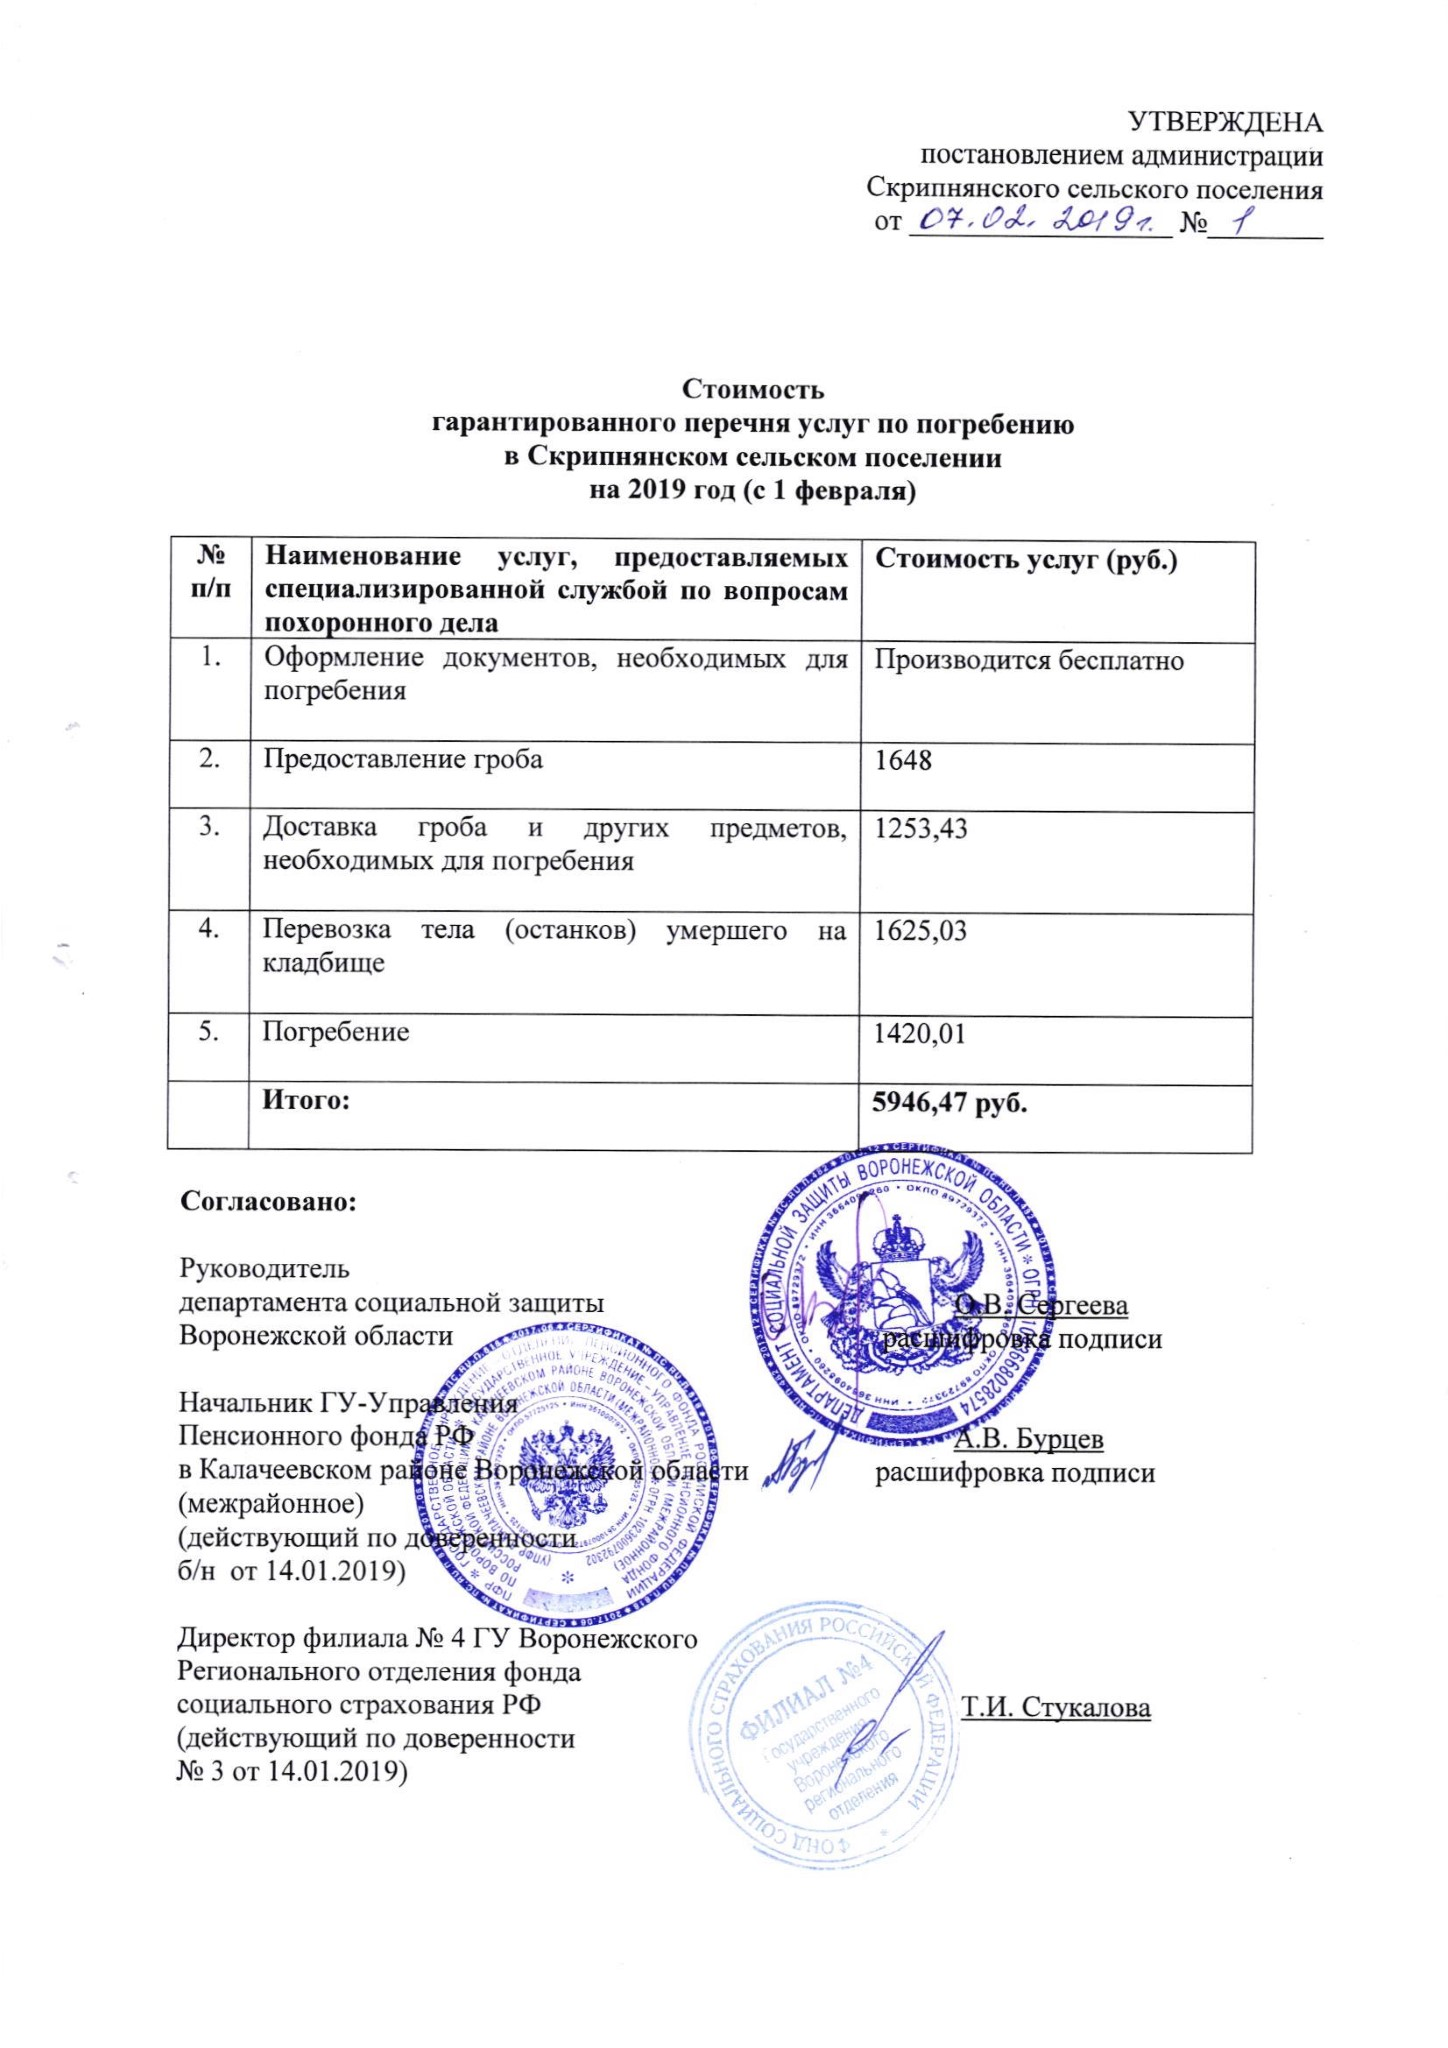 УТВЕРЖДЕНА
постановлением администрации
Скрипнянского сельского поселения
от 07.02.2019г. № 1
Стоимость
гарантированного перечня услуг по погребению
в Скрипнянском сельском поселении
на 2019 год (с 1 февраля)
№ п/п
Наименование услуг, предоставляемых
специализированной службой по вопросам
похоронного дела
Стоимость услуг (руб.)
1.
Оформление документов, необходимых для
погребения
Производится бесплатно
2.
Предоставление гроба
1648
3.
Доставка гроба и других предметов,
необходимых для погребения
1253,43
4.
Перевозка тела (останков) умершего на
кладбище
1625,03
5.
Погребение
1420,01
Итого:
5946,47 руб.
Согласовано:
Руководитель
департамента социальной защиты О.В. Сергеева
Воронежской области расшифровка подписи
Начальник ГУ-Управления
Пенсионного фонда РФ А.В. Бурцев
в Калачеевском районе Воронежской области расшифровка подписи
(межрайонное)
(действующий по доверенности
б/н от 14.01.2019)
Директор филиала № 4 ГУ Воронежского
Регионального отделения фонда
социального страхования РФ Т.И. Стукалова
(действующий по доверенности
№ 3 от 14.01.2019)
ДЕПАРТАМЕНТ СОЦИАЛЬНОЙ ЗАЩИТЫ ВОРОНЕЖСКОЙ ОБЛАСТИ
ФОНД СОЦИАЛЬНОГО СТРАХОВАНИЯ РОССИЙСКОЙ ФЕДЕРАЦИИ
ФИЛИАЛ №4
Государственного
учреждения
Воронежского
регионального
отделения